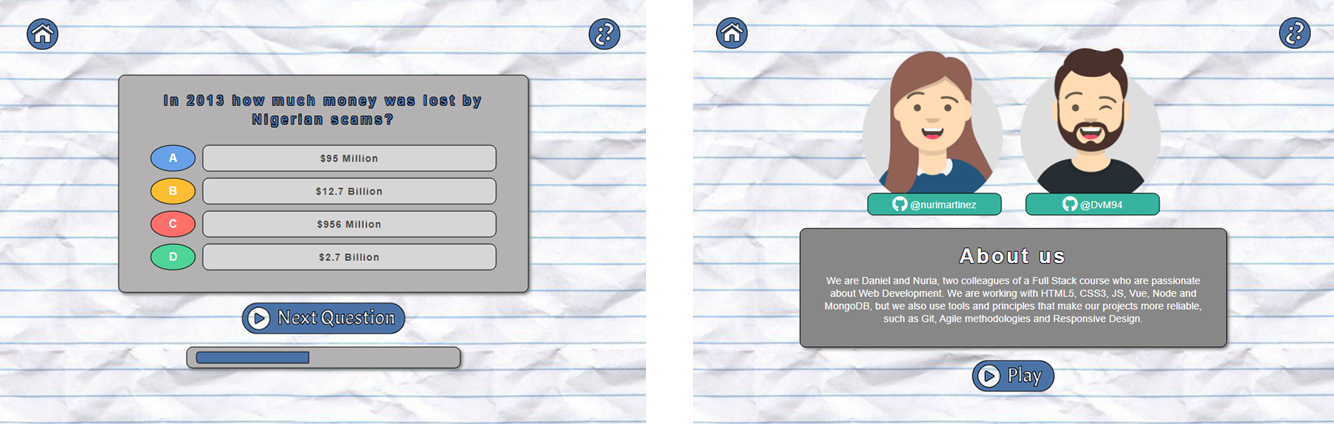 ¿?
In 2013 how much money was lost by
Nigerian scams?
A
$95 Million
B
$12.7 Billion
C
$956 Million
D
$2.7 Billion
Next Question
¿?
@nurimartinez
@DvM94
About us
We are Daniel and Nuria, two colleagues of a Full Stack course who are passionate
about Web Development. We are working with HTML5, CSS3, JS, Vue, Node and
MongoDB, but we also use tools and principles that make our projects more reliable,
such as Git, Agile methodologies and Responsive Design.
Play